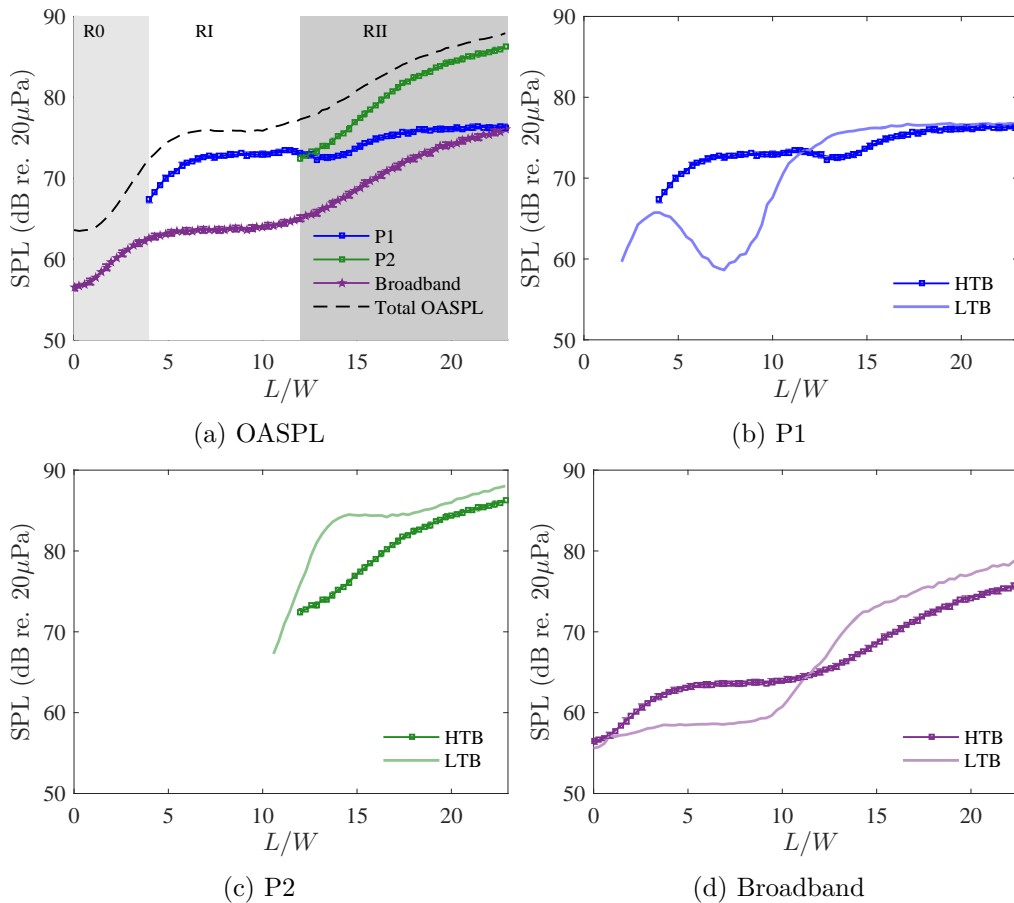 90
80
70
60
50
SPL (dB re. 20μPa)
R0
RI
RII
P1
P2
Broadband
Total OASPL
0 5 10 15 20
L/W
(a) OASPL
90
80
70
60
50
SPL (dB re. 20μPa)
HTB
LTB
0 5 10 15 20
L/W
(b) P1
90
80
70
60
50
SPL (dB re. 20μPa)
HTB
LTB
0 5 10 15 20
L/W
(c) P2
90
80
70
60
50
SPL (dB re. 20μPa)
HTB
LTB
0 5 10 15 20
L/W
(d) Broadband